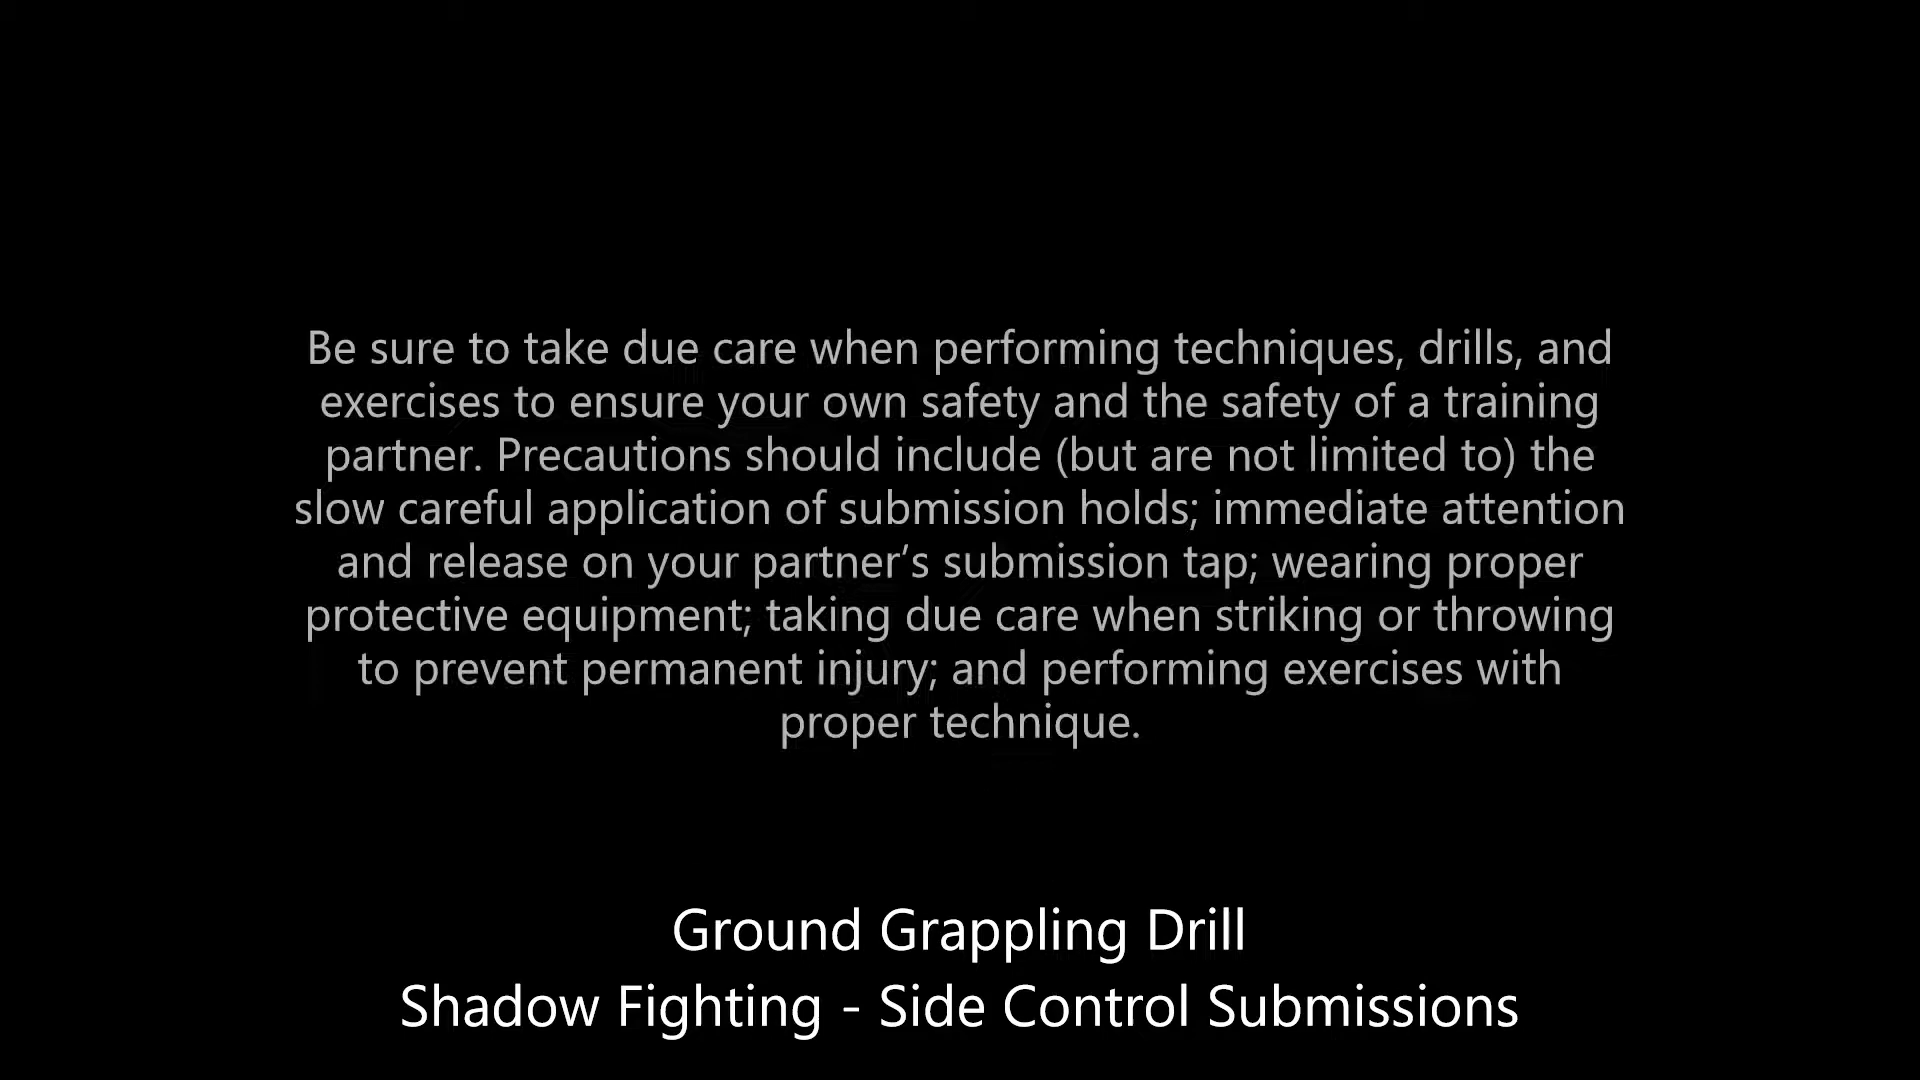 Be sure to take due care when performing techniques, drills, and
exercises to ensure your own safety and the safety of a training
partner. Precautions should include (but are not limited to) the
slow careful application of submission holds; immediate attention
and release on your partner‘s submission tap; wearing proper
protective equipment; taking due care when striking or throwing
to prevent permanent injury; and performing exercises with
proper technique.
Ground Grappling Drill
Shadow Fighting - Side Control Submissions